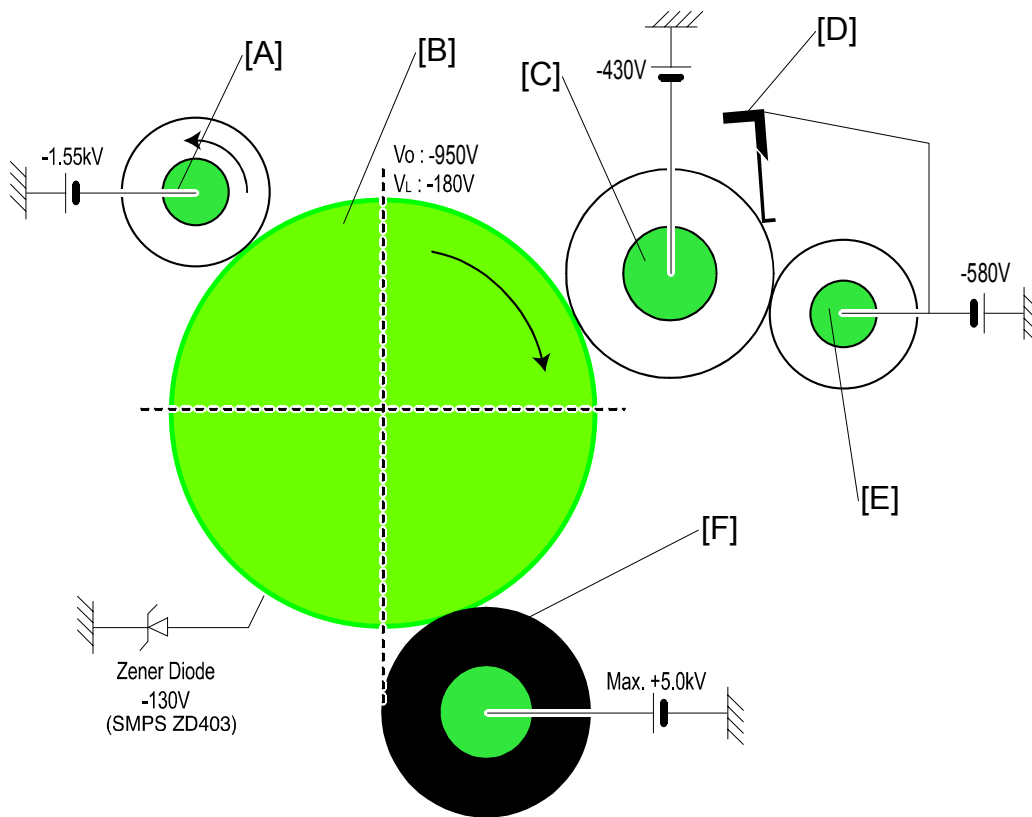 [A]
[B]
[C]
[D]
-430V
-1.55kV
Vo : -950V
VL : -180V
-580V
[E]
[F]
Zener Diode
-130V
(SMPS ZD403)
Max. +5.0kV